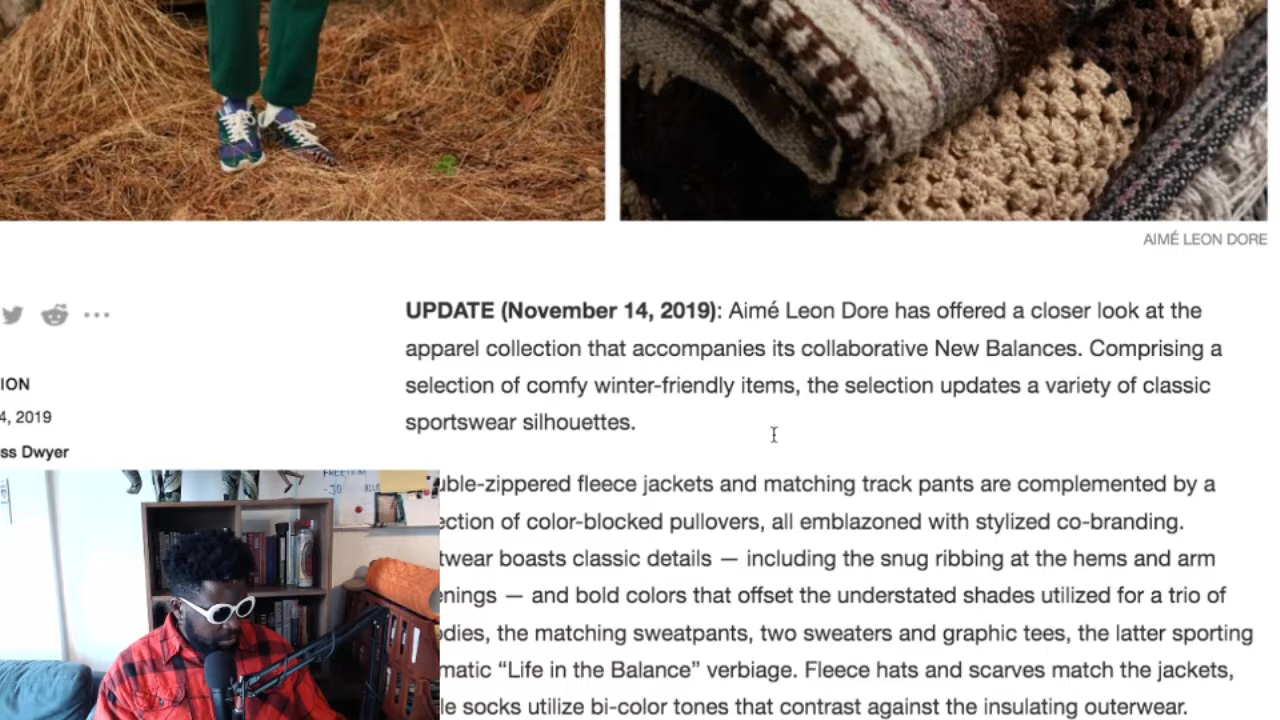 AIMÉ LEON DORE
UPDATE (November 14, 2019): Aimé Leon Dore has offered a closer look at the
apparel collection that accompanies its collaborative New Balances. Comprising a
selection of comfy winter-friendly items, the selection updates a variety of classic
sportswear silhouettes.
ION
4, 2019
ss Dwyer
uble-zippered fleece jackets and matching track pants are complemented by a
ection of color-blocked pullovers, all emblazoned with stylized co-branding.
twear boasts classic details — including the snug ribbing at the hems and arm
enings — and bold colors that offset the understated shades utilized for a trio of
odies, the matching sweatpants, two sweaters and graphic tees, the latter sporting
matic “Life in the Balance” verbiage. Fleece hats and scarves match the jackets,
le socks utilize bi-color tones that contrast against the insulating outerwear.